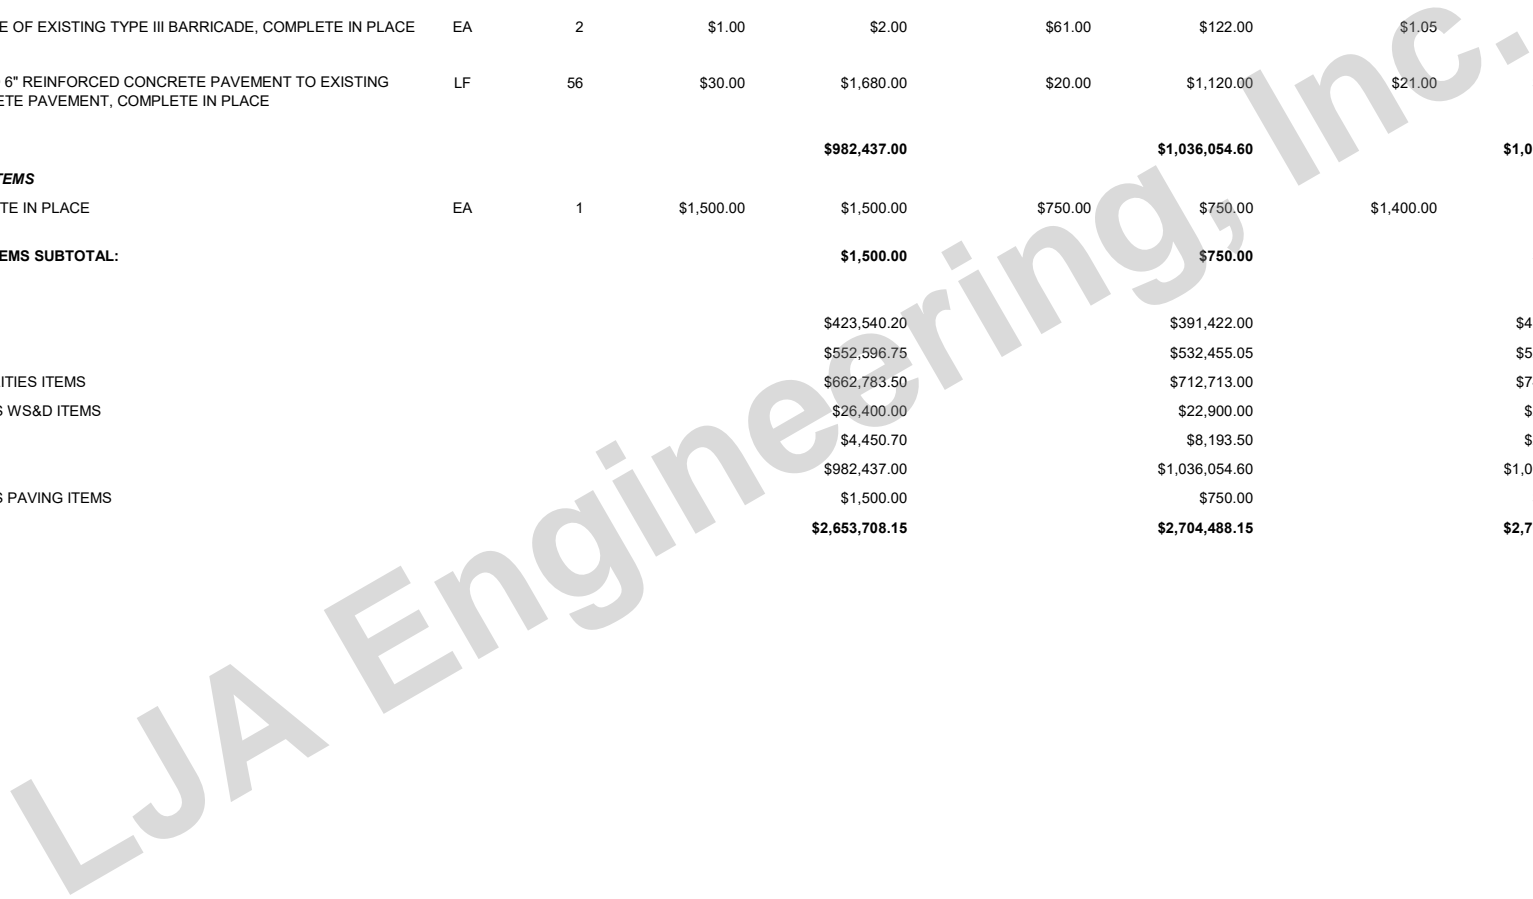 E OF EXISTING TYPE III BARRICADE, COMPLETE IN PLACE EA 2 $1.00 $2.00 $61.00 $122.00 $1.05
6" REINFORCED CONCRETE PAVEMENT TO EXISTING LF 56 $30.00 $1,680.00 $20.00 $1,120.00 $21.00
ETE PAVEMENT, COMPLETE IN PLACE
$982,437.00 $1,036,054.60 $1,0
TEMS
TE IN PLACE EA 1 $1,500.00 $1,500.00 $750.00 $750.00 $1,400.00
EMS SUBTOTAL: $1,500.00 $750.00
$423,540.20 $391,422.00 $4
$552,596.75 $532,455.05 $5
ITIES ITEMS $662,783.50 $712,713.00 $7
S WS&D ITEMS $26,400.00 $22,900.00 $
$4,450.70 $8,193.50 $
$982,437.00 $1,036,054.60 $1,0
S PAVING ITEMS $1,500.00 $750.00
$2,653,708.15 $2,704,488.15 $2,7
LJA Engineering, Inc.